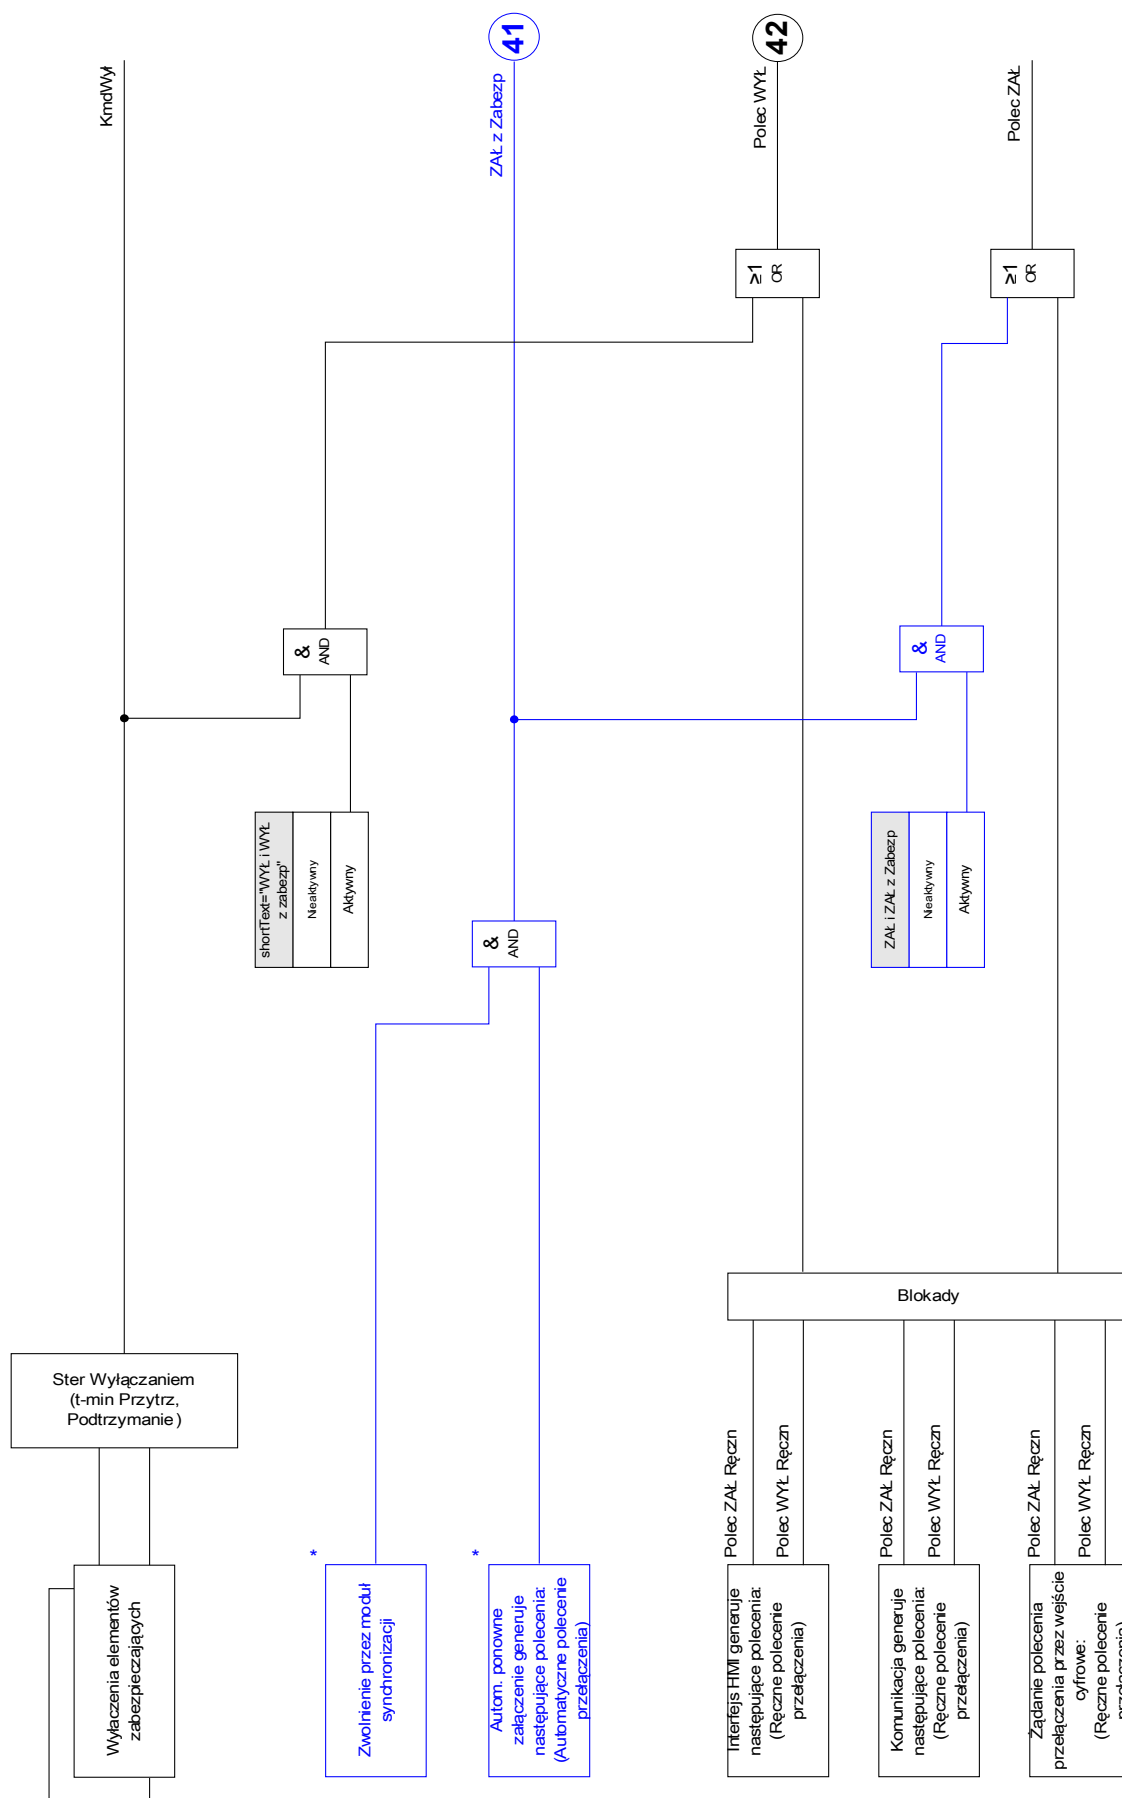 KmdWył
41
ZAŁ z Zabezp
42
Polec WYŁ
Polec ZAŁ
≥1
OR
≥1
OR
&
AND
&
AND
shortText="WYŁ i WYŁ
z zabezp"
Nieaktywny
Aktywny
ZAŁ i ZAŁ z Zabezp
Nieaktywny
Aktywny
&
AND
Blokady
Ster Wyłączaniem
(t-min Przytrz,
Podtrzymanie)
Polec ZAŁ Ręczn
Polec WYŁ Ręczn
Polec ZAŁ Ręczn
Polec WYŁ Ręczn
Polec ZAŁ Ręczn
Polec WYŁ Ręczn
*
*
Wyłaczenia elementów
zabezpieczających
Zwolnienie przez moduł
synchronizacji
Autom. ponowne
załączenie generuje
następujące polecenia:
(Automatyczne polecenie
przełączenia)
Interfejs HMI generuje
następujące polecenia:
(Ręczne polecenie
przełączenia)
Komunikacja generuje
następujące polecenia:
(Ręczne polecenie
przełączenia)
Żądanie polecenia
przełączenia przez wejście
cyfrowe:
(Ręczne polecenie